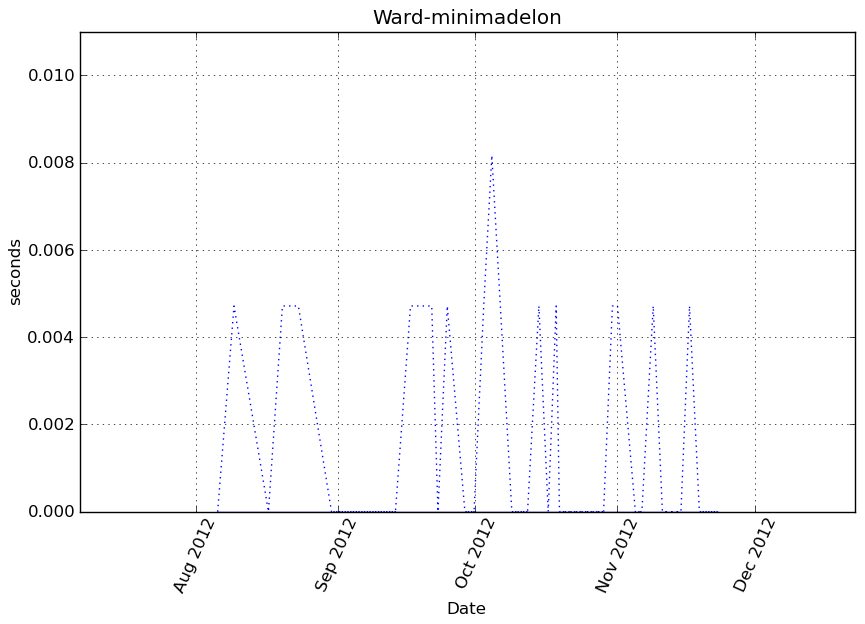 Ward-minimadelon
0.010
0.008
0.006
0.004
0.002
0.000
seconds
Aug 2012
Sep 2012
Oct 2012
Nov 2012
Dec 2012
Date